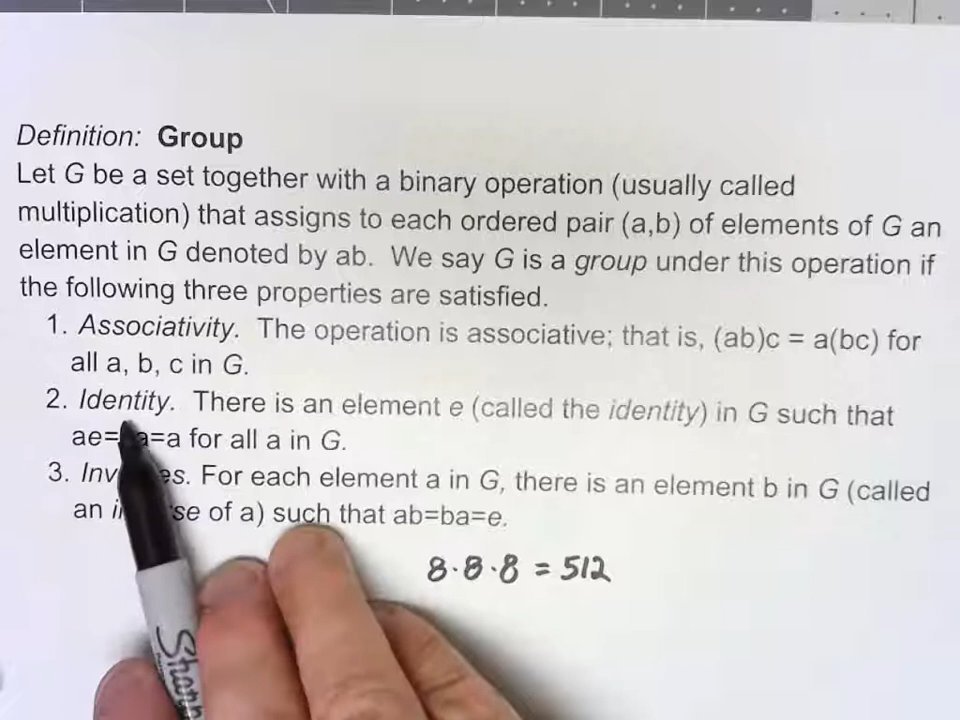 Definition: Group
Let G be a set together with a binary operation (usually called
multiplication) that assigns to each ordered pair (a,b) of elements of G an
element in G denoted by ab. We say G is a group under this operation if
the following three properties are satisfied.
1. Associativity. The operation is associative; that is, (ab)c = a(bc) for
all a, b, c in G.
2. Identity. There is an element e (called the identity) in G such that
ae= a=a for all a in G.
3. For each element a in G, there is an element b in G (called
an of a) such that ab=ba=e.
8·8·8 = 512